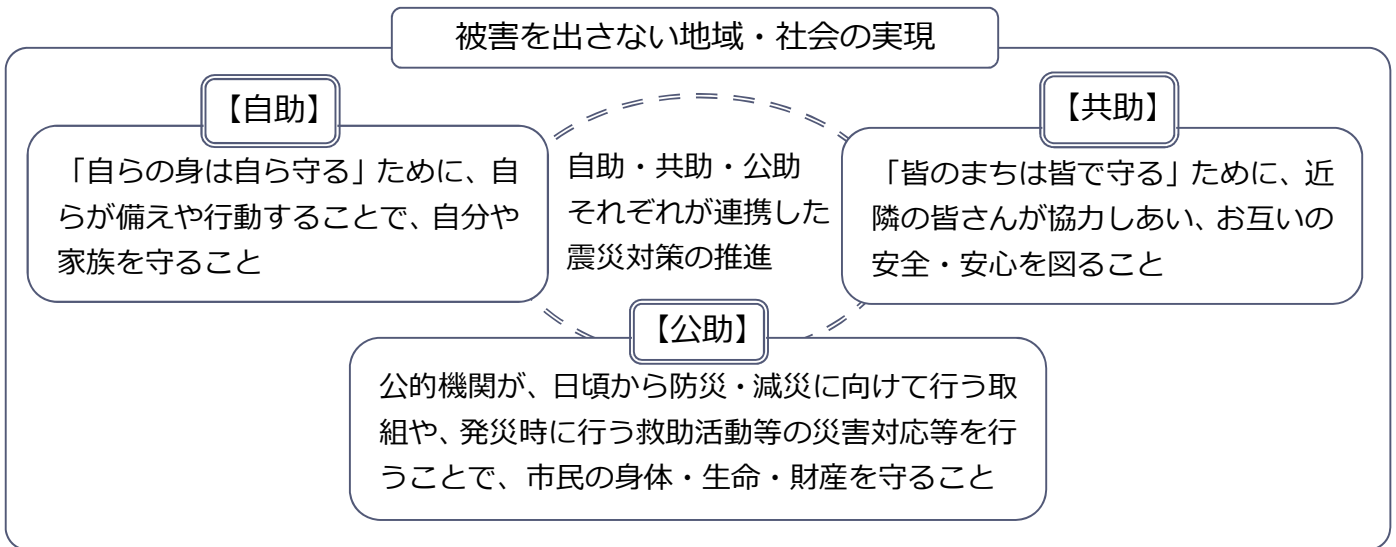 被害を出さない地域・社会の実現
【自助】
「自らの身は自ら守る」ために、自
らが備えや行動することで、自分や
家族を守ること
自助・共助・公助
それぞれが連携した
震災対策の推進
【共助】
「皆のまちは皆で守る」ために、近
隣の皆さんが協力しあい、お互いの
安全・安心を図ること
【公助】
公的機関が、日頃から防災・減災に向けて行う取
組や、発災時に行う救助活動等の災害対応等を行
うことで、市民の身体・生命・財産を守ること